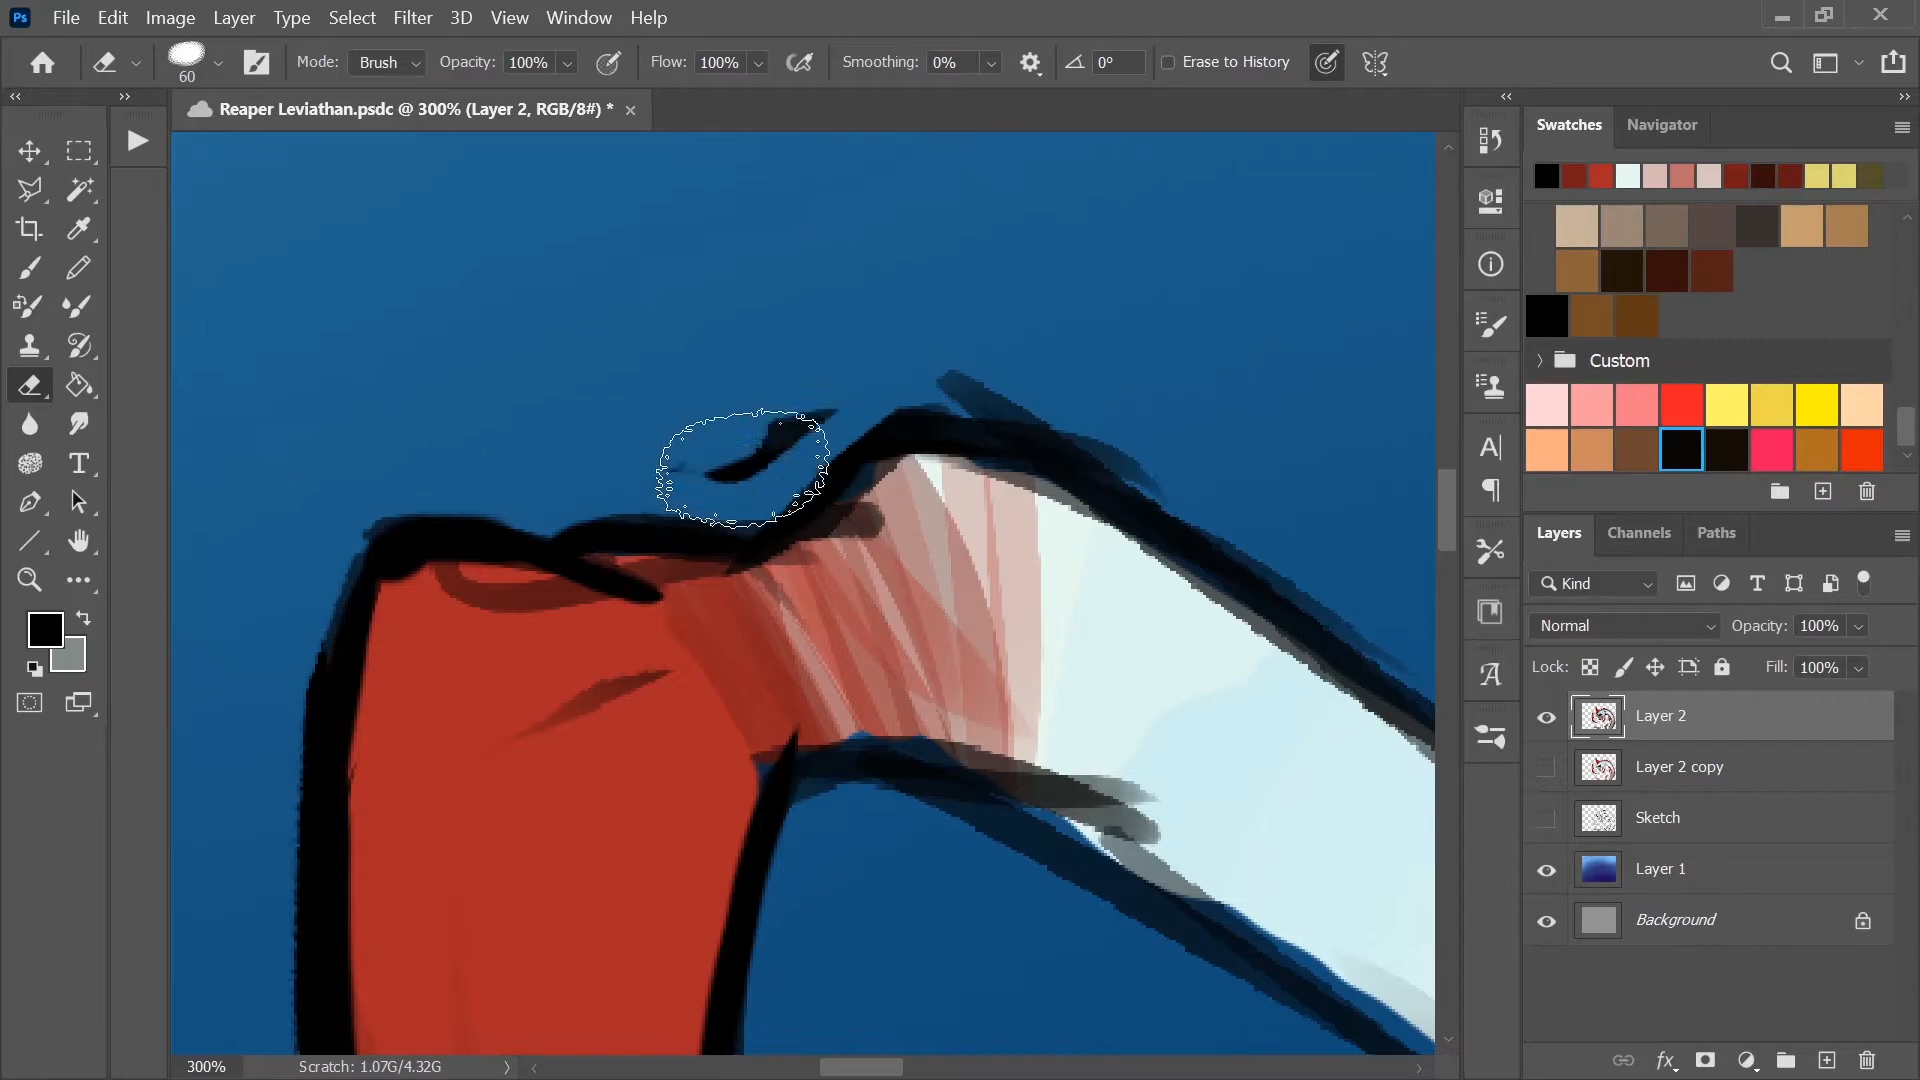 Ps File Edit Image Layer Type Select Filter 3D View Window Help
60 Mode: Brush Opacity: 100% Flow: 100% Smoothing: 0% 0° Erase to History
Reaper Leviathan.psdc @ 300% (Layer 2, RGB/8#) *
Swatches Navigator
Custom
Layers Channels Paths
Kind
Normal Opacity: 100%
Lock: Fill: 100%
Layer 2
Layer 2 copy
Sketch
Layer 1
Background
300% Scratch: 1.07G/4.32G